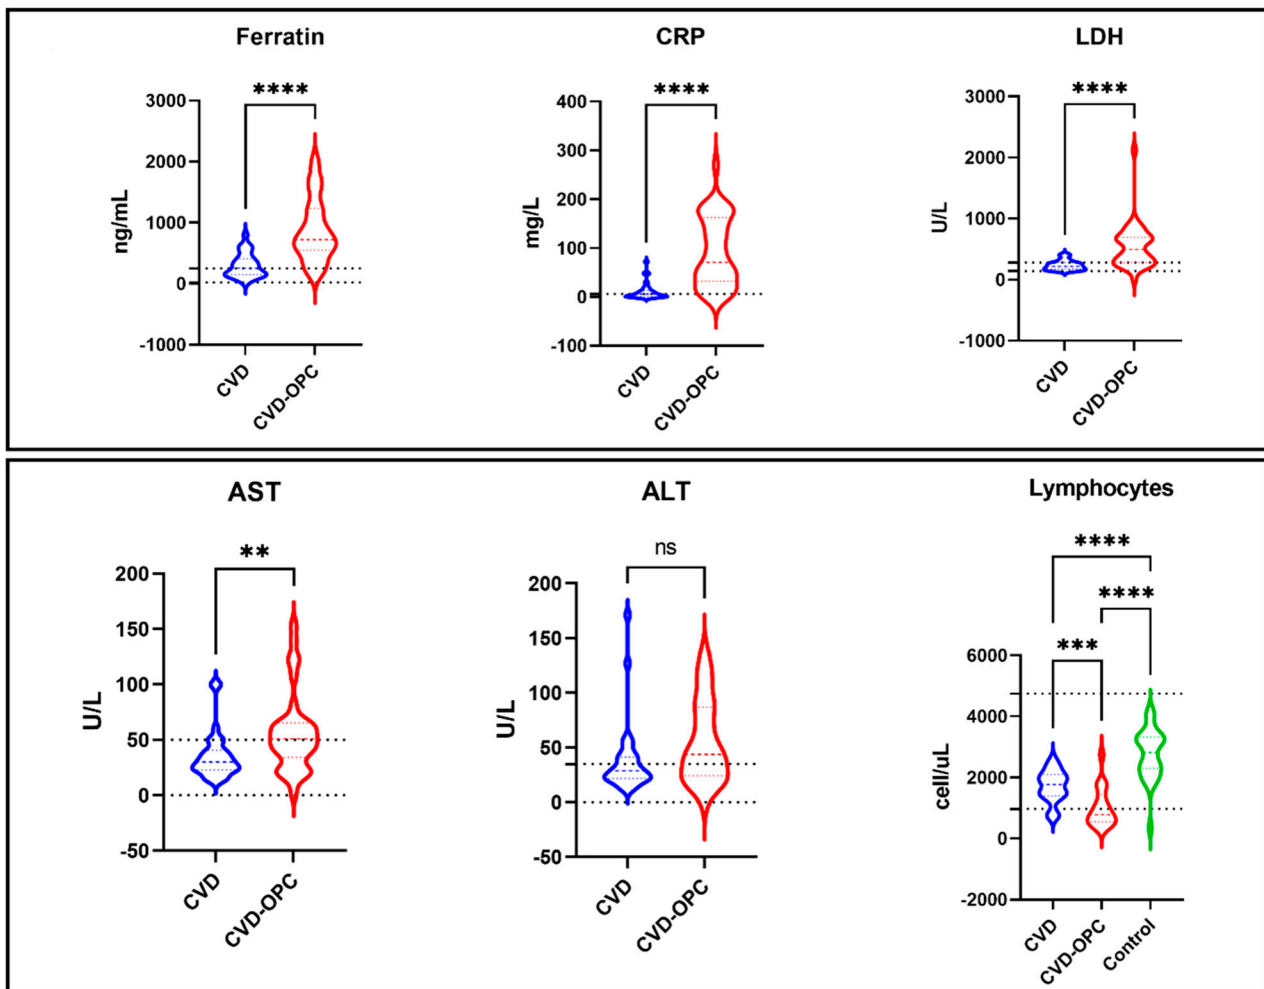 Ferratin
CRP
LDH
****
****
****
3000
2000
1000
0
-1000
ng/mL
CVD
CVD-OPC
400
300
200
100
0
-100
mg/L
CVD
CVD-OPC
3000
2000
1000
0
-1000
U/L
CVD
CVD-OPC
AST
ALT
Lymphocytes
**
200
150
100
50
0
-50
U/L
CVD
CVD-OPC
ns
200
150
100
50
0
-50
U/L
CVD
CVD-OPC
****
****
***
6000
4000
2000
0
-2000
cell/uL
CVD
CVD-OPC
Control